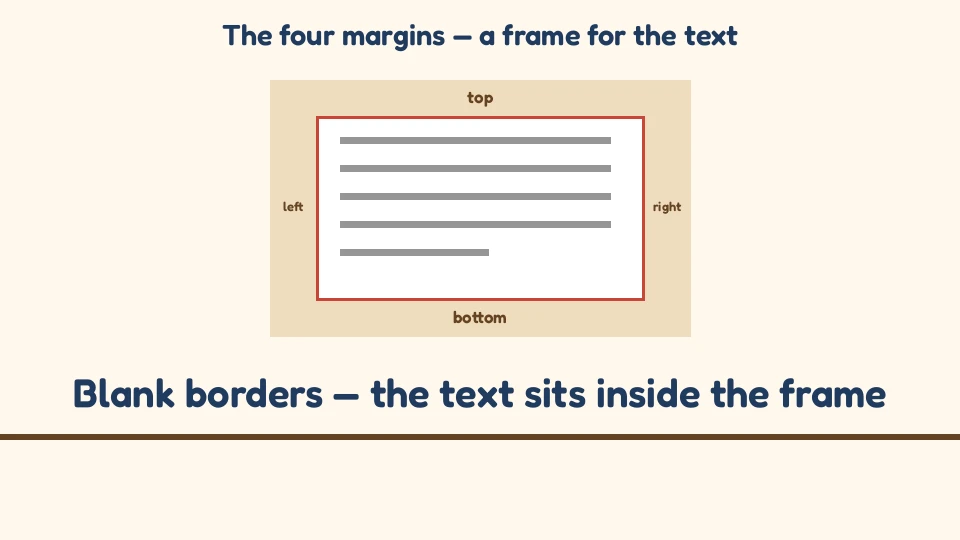 The four margins — a frame for the text
top
left
right
bottom
Blank borders — the text sits inside the frame